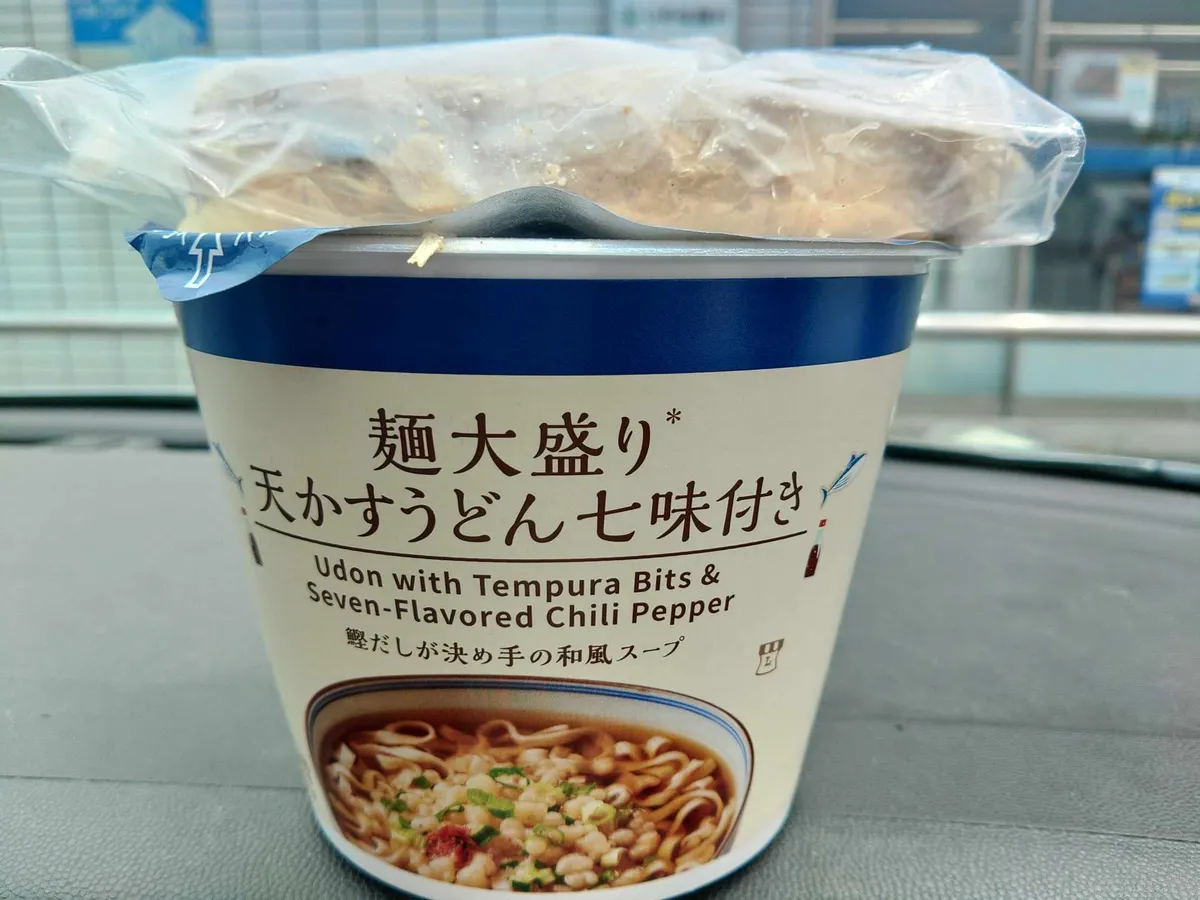 麺大盛り*
天かすうどん七味付き
Udon with Tempura Bits &
Seven-Flavored Chili Pepper
鰹だしが決め手の和風スープ
L